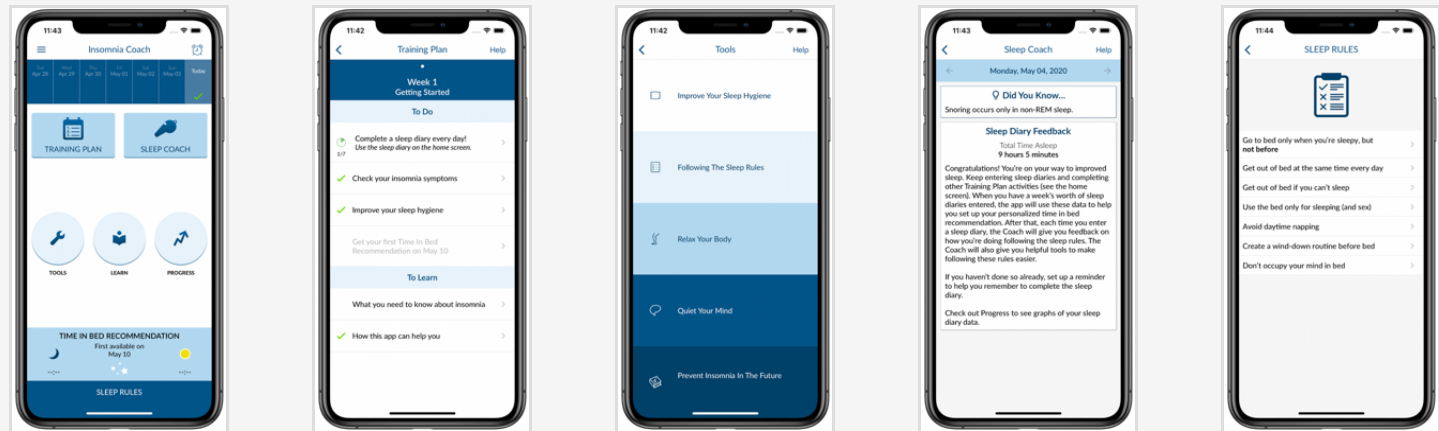 11:43
Insomnia Coach
Tue Wed Thu Fri Sat Sun Today
Apr 28 Apr 29 Apr 30 May 01 May 02 May 03
TRAINING PLAN
SLEEP COACH
TOOLS
LEARN
PROGRESS
TIME IN BED RECOMMENDATION
First available on
May 10
--:--
--:--
SLEEP RULES
11:42
Training Plan
Help
Week 1
Getting Started
To Do
Complete a sleep diary every day!
Use the sleep diary on the home screen.
1/7
Check your insomnia symptoms
Improve your sleep hygiene
Get your first Time In Bed
Recommendation on May 10
To Learn
What you need to know about insomnia
How this app can help you
11:42
Tools
Help
Improve Your Sleep Hygiene
Following The Sleep Rules
Relax Your Body
Quiet Your Mind
Prevent Insomnia In The Future
11:43
Sleep Coach
Help
Monday, May 04, 2020
Did You Know...
Snoring occurs only in non-REM sleep.
Sleep Diary Feedback
Total Time Asleep
9 hours 5 minutes
Congratulations! You're on your way to improved
sleep. Keep entering sleep diaries and completing
other Training Plan activities (see the home
screen). When you have a week's worth of sleep
diaries entered, the app will use these data to help
you set up your personalized time in bed
recommendation. After that, each time you enter
a sleep diary, the Coach will give you feedback on
how you're doing following the sleep rules. The
Coach will also give you helpful tools to make
following these rules easier.
If you haven't done so already, set up a reminder
to help you remember to complete the sleep
diary.
Check out Progress to see graphs of your sleep
diary data.
11:44
SLEEP RULES
Go to bed only when you're sleepy, but
not before
Get out of bed at the same time every day
Get out of bed if you can't sleep
Use the bed only for sleeping (and sex)
Avoid daytime napping
Create a wind-down routine before bed
Don't occupy your mind in bed